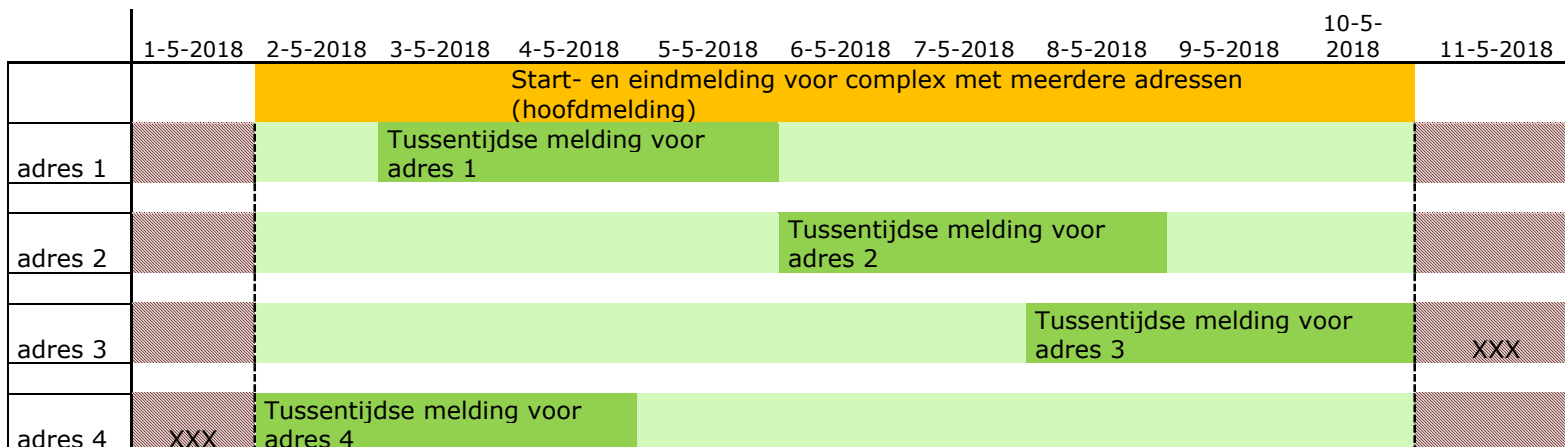 10-5-
1-5-2018 2-5-2018 3-5-2018 4-5-2018 5-5-2018 6-5-2018 7-5-2018 8-5-2018 9-5-2018 2018 11-5-2018
Start- en eindmelding voor complex met meerdere adressen
(hoofdmelding)
Tussentijdse melding voor
adres 1 adres 1
Tussentijdse melding voor
adres 2 adres 2
Tussentijdse melding voor
adres 3 adres 3 XXX
Tussentijdse melding voor
adres 4 XXX adres 4